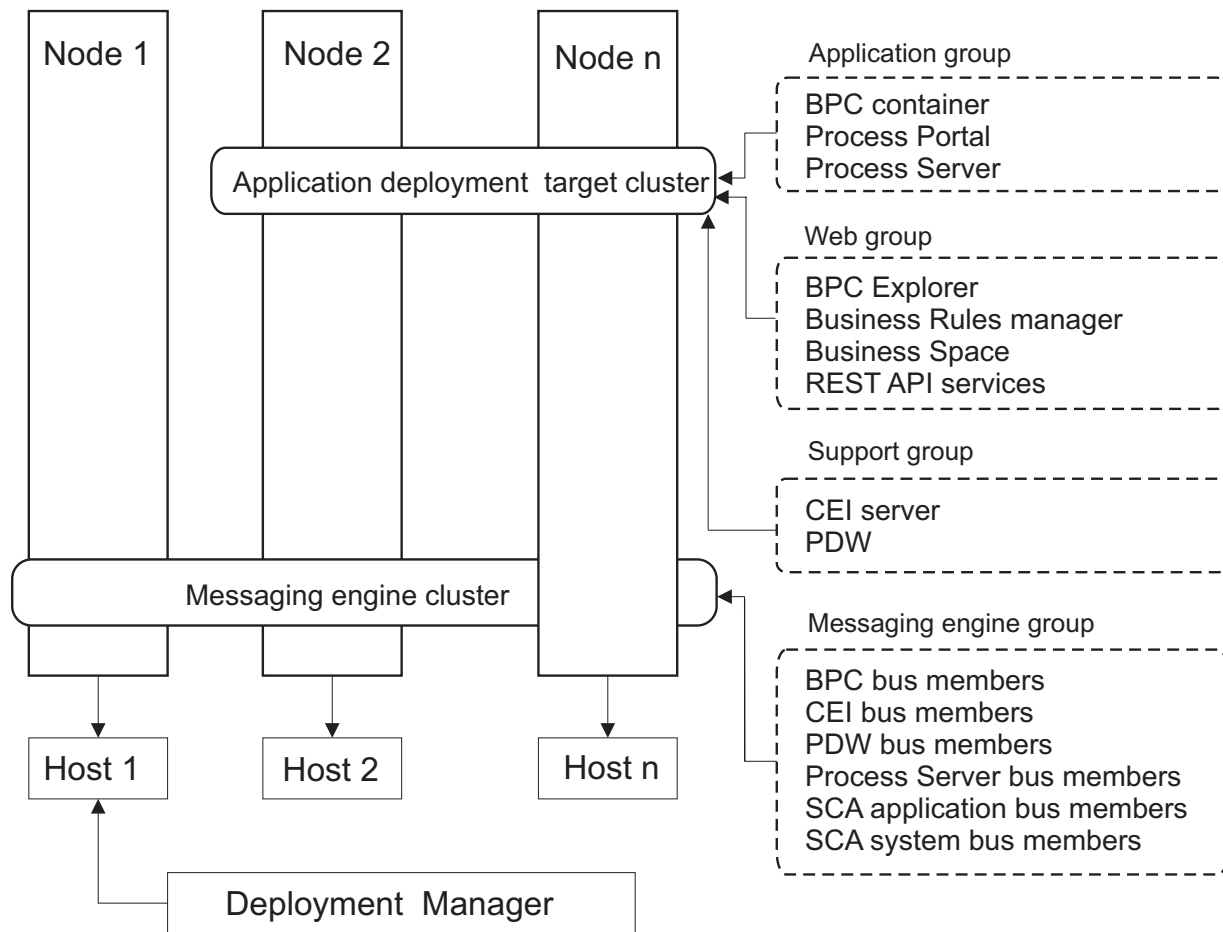 Node 1
Node 2
Node n
Application deployment target cluster
Messaging engine cluster
Host 1
Host 2
Host n
Deployment Manager
Application group
BPC container
Process Portal
Process Server
Web group
BPC Explorer
Business Rules manager
Business Space
REST API services
Support group
CEI server
PDW
Messaging engine group
BPC bus members
CEI bus members
PDW bus members
Process Server bus members
SCA application bus members
SCA system bus members